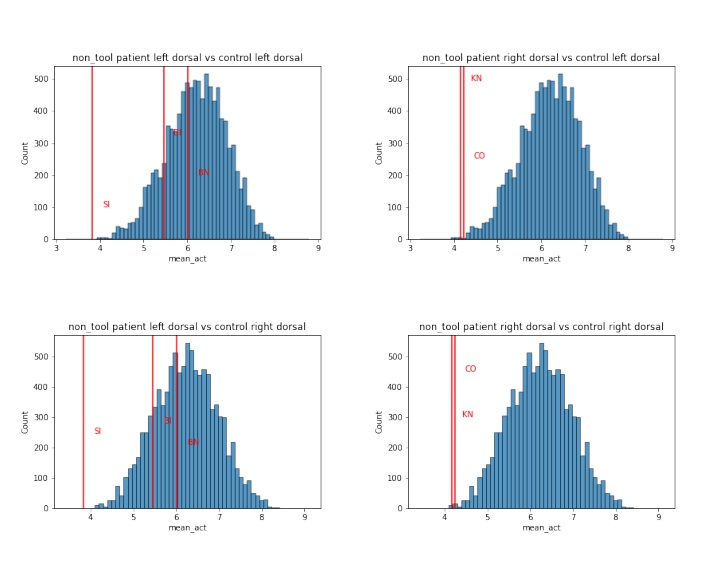 non_tool patient left dorsal vs control left dorsal
500
400
300
200
100
0
Count
SI
BN
3 4 5 6 7 8 9
mean_act
non_tool patient right dorsal vs control left dorsal
500
400
300
200
100
0
Count
KN
CO
3 4 5 6 7 8 9
mean_act
non_tool patient left dorsal vs control right dorsal
500
400
300
200
100
0
Count
SI
BN
4 5 6 7 8 9
mean_act
non_tool patient right dorsal vs control right dorsal
500
400
300
200
100
0
Count
CO
KN
4 5 6 7 8 9
mean_act